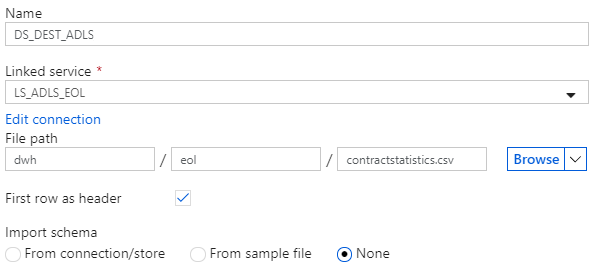 Name
DS_DEST_ADLS
Linked service *
LS_ADLS_EOL
Edit connection
File path
dwh / eol / contractstatistics.csv Browse
First row as header
Import schema
From connection/store From sample file None